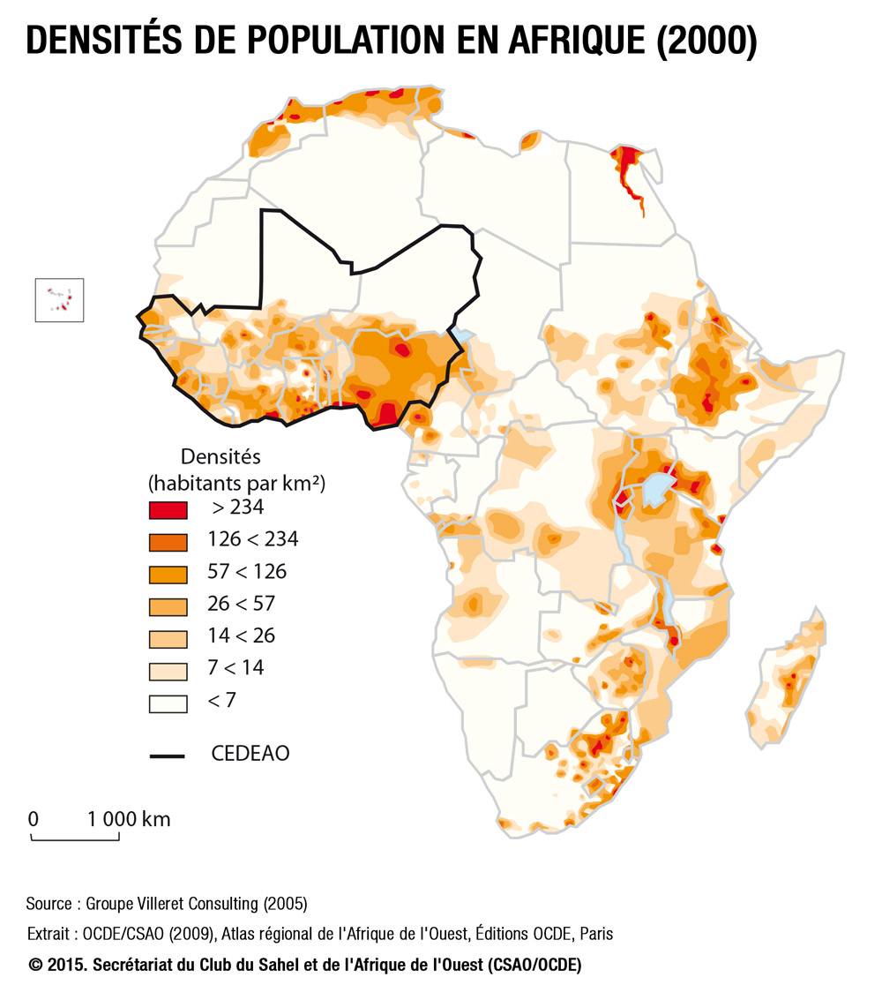 DENSITÉS DE POPULATION EN AFRIQUE (2000)
Densités
(habitants par km²)
> 234
126 < 234
57 < 126
26 < 57
14 < 26
7 < 14
< 7
CEDEAO
0 1 000 km
Source : Groupe Villeret Consulting (2005)
Extrait : OCDE/CSAO (2009), Atlas régional de l'Afrique de l'Ouest, Éditions OCDE, Paris
© 2015. Secrétariat du Club du Sahel et de l'Afrique de l'Ouest (CSAO/OCDE)